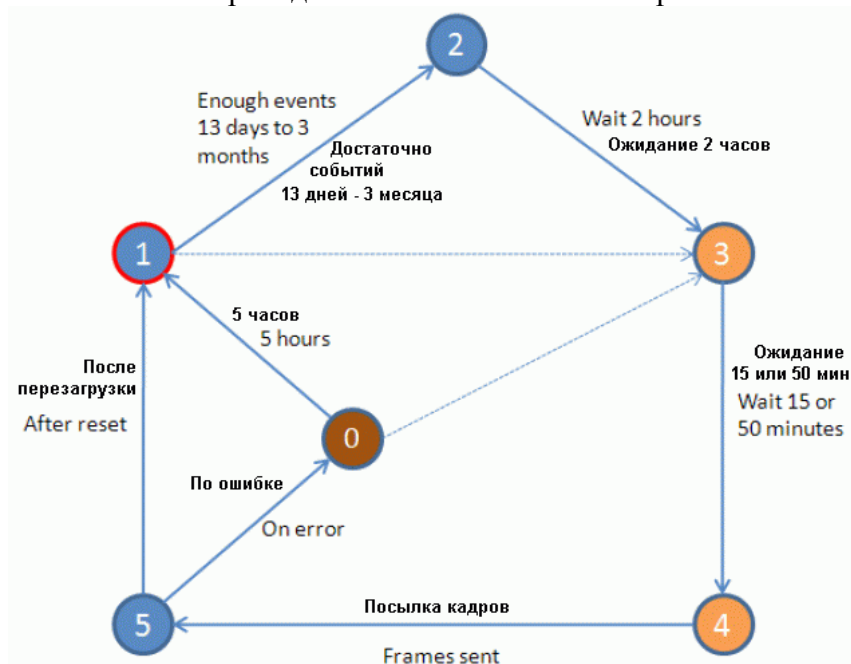 2
Enough events
13 days to 3
months
Достаточно
событий
13 дней - 3 месяца
Wait 2 hours
Ожидание 2 часов
1
3
5 часов
5 hours
После
перезагрузки
After reset
Ожидание
15 или 50 мин
Wait 15 or
50 minutes
0
По ошибке
On error
5
Посылка кадров
4
Frames sent